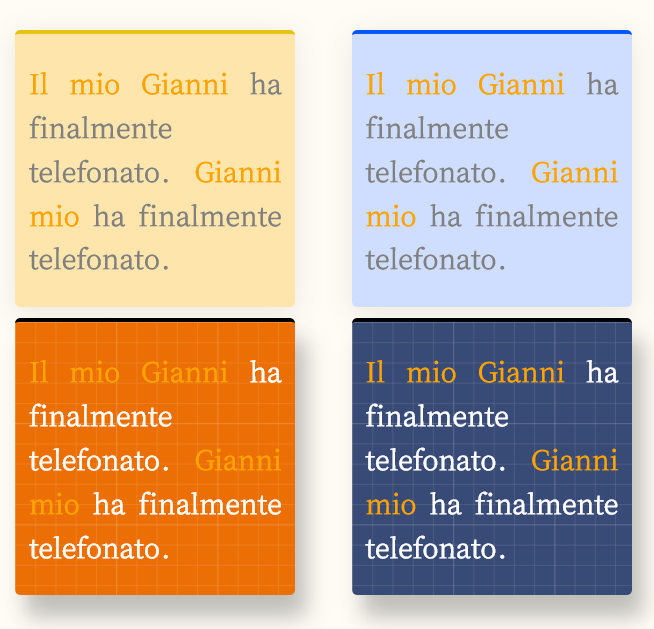 Il mio Gianni ha
finalmente
telefonato. Gianni
mio ha finalmente
telefonato.
Il mio Gianni ha
finalmente
telefonato. Gianni
mio ha finalmente
telefonato.
Il mio Gianni ha
finalmente
telefonato. Gianni
mio ha finalmente
telefonato.
Il mio Gianni ha
finalmente
telefonato. Gianni
mio ha finalmente
telefonato.